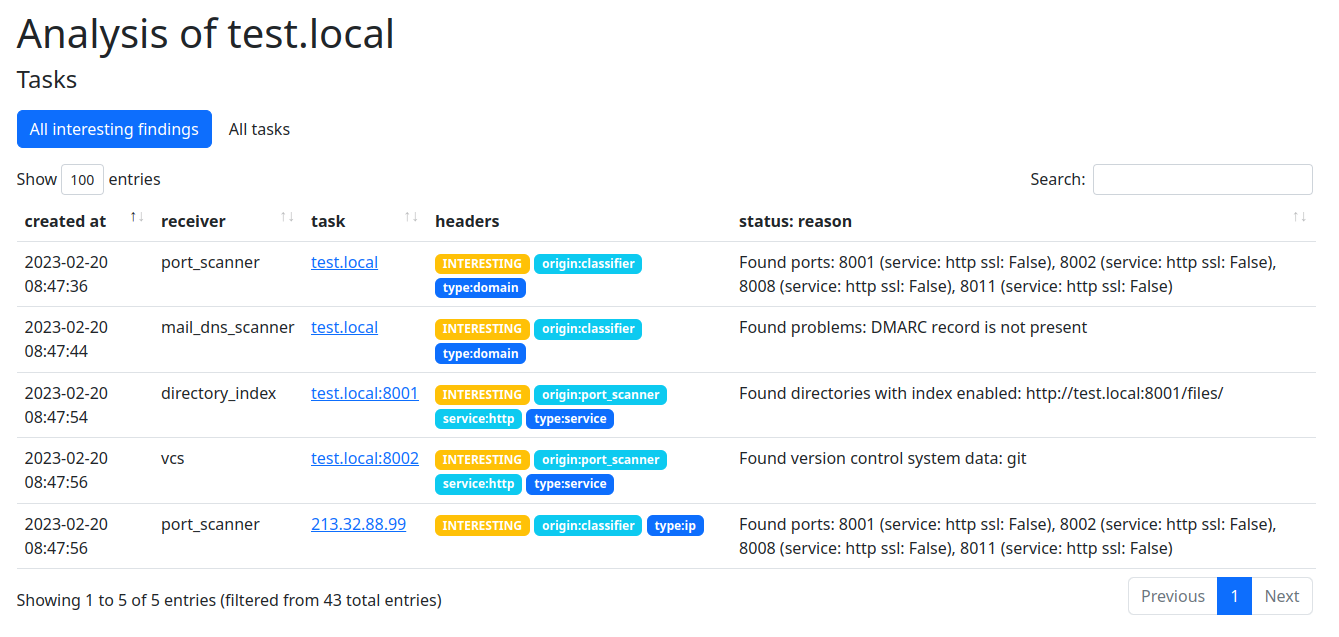 Analysis of test.local
Tasks
All interesting findings All tasks
Show 100 entries Search:
created at ↑↓ receiver ↑↓ task ↑↓ headers status: reason ↑↓
2023-02-20 port_scanner test.local INTERESTING origin:classifier Found ports: 8001 (service: http ssl: False), 8002 (service: http ssl: False),
08:47:36 type:domain 8008 (service: http ssl: False), 8011 (service: http ssl: False)
2023-02-20 mail_dns_scanner test.local INTERESTING origin:classifier Found problems: DMARC record is not present
08:47:44 type:domain
2023-02-20 directory_index test.local:8001 INTERESTING origin:port_scanner Found directories with index enabled: http://test.local:8001/files/
08:47:54 service:http type:service
2023-02-20 vcs test.local:8002 INTERESTING origin:port_scanner Found version control system data: git
08:47:56 service:http type:service
2023-02-20 port_scanner 213.32.88.99 INTERESTING origin:classifier type:ip Found ports: 8001 (service: http ssl: False), 8002 (service: http ssl: False),
08:47:56 8008 (service: http ssl: False), 8011 (service: http ssl: False)
Showing 1 to 5 of 5 entries (filtered from 43 total entries) Previous 1 Next